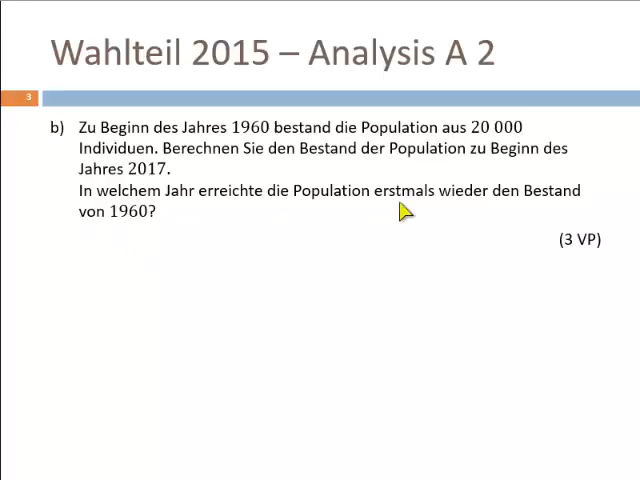 Wahlteil 2015 – Analysis A 2
3
b) Zu Beginn des Jahres 1960 bestand die Population aus 20 000
Individuen. Berechnen Sie den Bestand der Population zu Beginn des
Jahres 2017.
In welchem Jahr erreichte die Population erstmals wieder den Bestand
von 1960?
(3 VP)